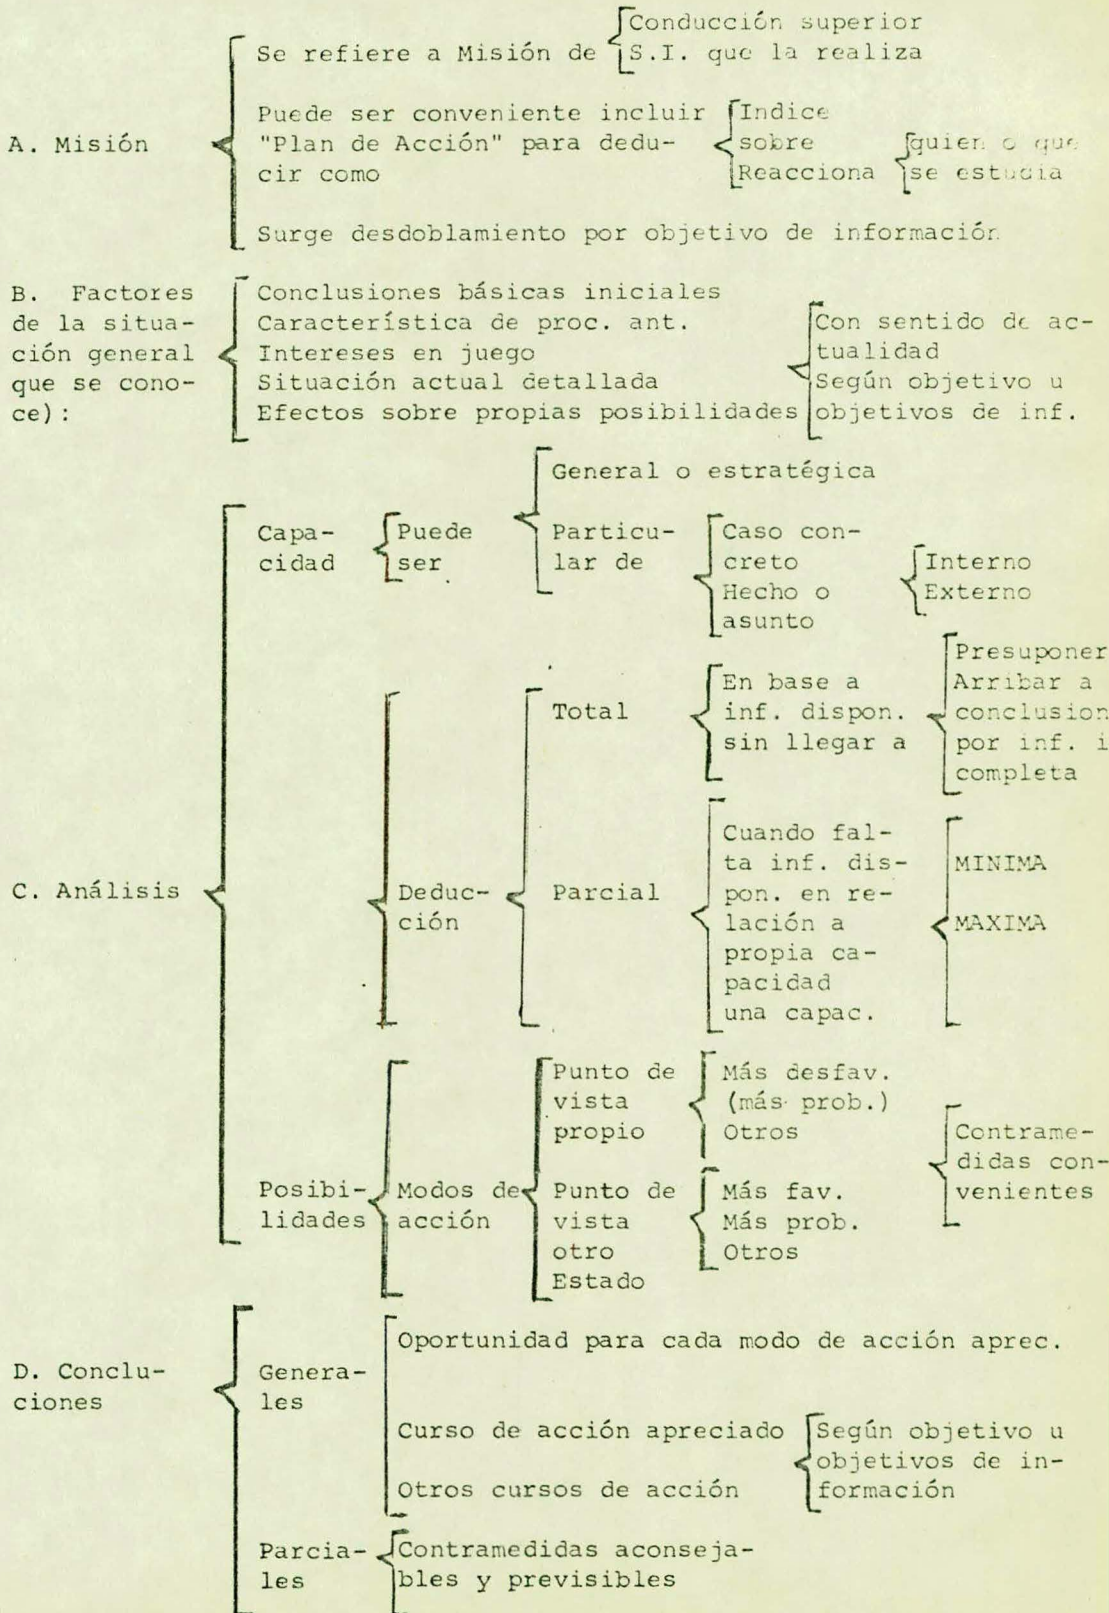 Conducción superior
Se refiere a Misión de
S.I. que la realiza
A. Misión
Puede ser conveniente incluir
"Plan de Acción" para dedu-
cir como
Indice
sobre
Reacciona
quien o que
se estudia
Surge desdoblamiento por objetivo de información
B. Factores
de la situa-
ción general
que se cono-
ce):
Conclusiones básicas iniciales
Característica de proc. ant.
Intereses en juego
Situación actual detallada
Efectos sobre propias posibilidades
Con sentido de ac-
tualidad
Según objetivo u
objetivos de inf.
C. Análisis
Capa-
cidad
Puede
ser
General o estratégica
Particu-
lar de
Caso con-
creto
Hecho o
asunto
Interno
Externo
Deduc-
ción
Total
En base a
inf. dispon.
sin llegar a
Presuponer
Arribar a
conclusion
por inf. i
completa
Parcial
Cuando fal-
ta inf. dis-
pon. en re-
lación a
propia ca-
pacidad
una capac.
MINIMA
MAXIMA
Posibi-
lidades
Modos de
acción
Punto de
vista
propio
Más desfav.
(más prob.)
Otros
Punto de
vista
otro
Estado
Más fav.
Más prob.
Otros
Contrame-
didas con-
venientes
D. Conclu-
ciones
Genera-
les
Oportunidad para cada modo de acción aprec.
Curso de acción apreciado
Otros cursos de acción
Según objetivo u
objetivos de in-
formación
Parcia-
les
Contramedidas aconseja-
bles y previsibles